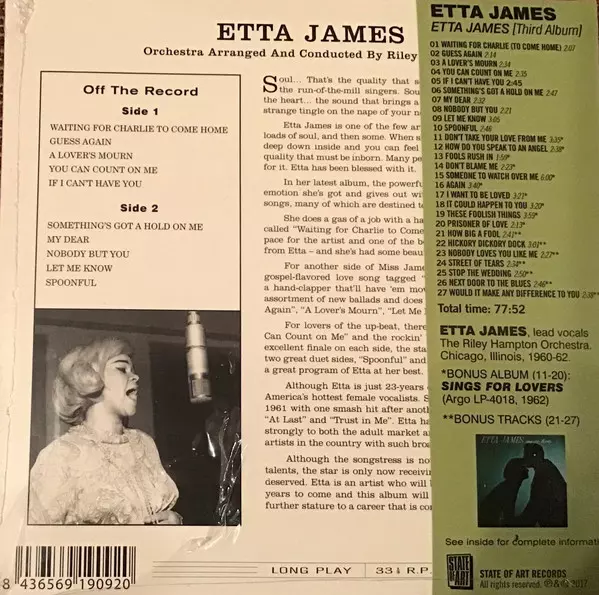 ETTA JAMES
Orchestra Arranged And Conducted By Riley
Off The Record
Side 1
WAITING FOR CHARLIE TO COME HOME
GUESS AGAIN
A LOVER'S MOURN
YOU CAN COUNT ON ME
IF I CAN'T HAVE YOU
Side 2
SOMETHING'S GOT A HOLD ON ME
MY DEAR
NOBODY BUT YOU
LET ME KNOW
SPOONFUL
Soul... That's the quality that s
the run-of-the-mill singers. Sou
the heart... the sound that brings a
strange tingle on the nape of your
Etta James is one of the few ar
loads of soul, and then some. When s
deep down inside and you can feel
quality that must be inborn. Many pe
for it. Etta has been blessed with it.
In her latest album, the powerfu
emotion she's got and gives out wi
songs, many of which are destined t
She does a gas of job with a ha
called "Waiting for Charlie to Come
pace for the artist and one of the b
from Etta – and she's had some beau
For another side of Miss Jam
gospel-flavored love song tagged
a hand-clapper that'll have 'em mov
assortment of new ballads and does
Again", "A Lover's Mourn", "Let Me
For lovers of the up-beat, there
Can Count on Me" and the rockin'
excellent finale on each side, the sta
two great duet sides, "Spoonful" and
a great program of Etta at her best.
Although Etta is just 23-years
America's hottest female vocalists. S
1961 with one smash hit after anoth
"At Last" and "Trust in Me". Etta ha
strongly to both the adult market a
artists in the country with such broa
Although the songstress is no
talents, the star is only now receivin
deserved. Etta is an artist who will
years to come and this album will
further stature to a career that is co
LONG PLAY
33⅓ R.P.
8 436569 190920
ETTA JAMES
ETTA JAMES [Third Album]
01 WAITING FOR CHARLIE (TO COME HOME) 2:07
02 GUESS AGAIN 2:14
03 A LOVER'S MOURN 2:34
04 YOU CAN COUNT ON ME 2:35
05 IF I CAN'T HAVE YOU 2:45
06 SOMETHING'S GOT A HOLD ON ME 2:47
07 MY DEAR 2:32
08 NOBODY BUT YOU 2:21
09 LET ME KNOW 3:05
10 SPOONFUL 2:46
11 DON'T TAKE YOUR LOVE FROM ME 3:35*
12 HOW DO YOU SPEAK TO AN ANGEL 2:38*
13 FOOLS RUSH IN 1:59*
14 DON'T BLAME ME 2:23*
15 SOMEONE TO WATCH OVER ME 6:00*
16 AGAIN 3:40*
17 I WANT TO BE LOVED 3:21*
18 IT COULD HAPPEN TO YOU 3:20*
19 THESE FOOLISH THINGS 3:59*
20 PRISONER OF LOVE 2:13*
21 HOW BIG A FOOL 2:41**
22 HICKORY DICKORY DOCK 3:01**
23 NOBODY LOVES YOU LIKE ME 2:27**
24 STREET OF TEARS 2:34**
25 STOP THE WEDDING 2:50**
26 NEXT DOOR TO THE BLUES 2:46**
27 WOULD IT MAKE ANY DIFFERENCE TO YOU 2:38**
Total time: 77:52
ETTA JAMES, lead vocals
The Riley Hampton Orchestra.
Chicago, Illinois, 1960-62.
*BONUS ALBUM (11-20):
SINGS FOR LOVERS
(Argo LP-4018, 1962)
**BONUS TRACKS (21-27)
ETTA JAMES
See inside for complete informati
STATE OF ART
STATE OF ART RECORDS
All rights reserved. ℗ & © 2017